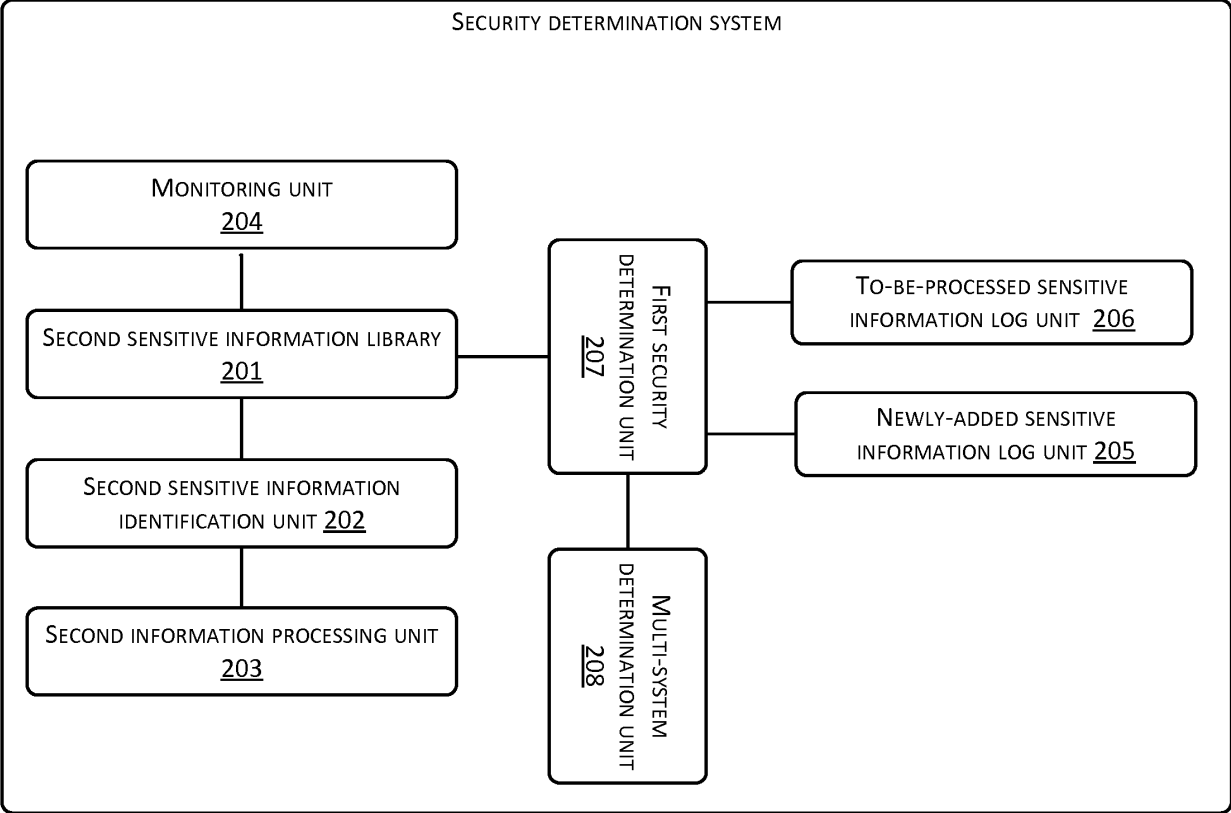 Security determination system
Monitoring unit
204
Second sensitive information library
201
Second sensitive information
identification unit 202
Second information processing unit
203
First security
determination unit
207
Multi-system
determination unit
208
To-be-processed sensitive
information log unit 206
Newly-added sensitive
information log unit 205